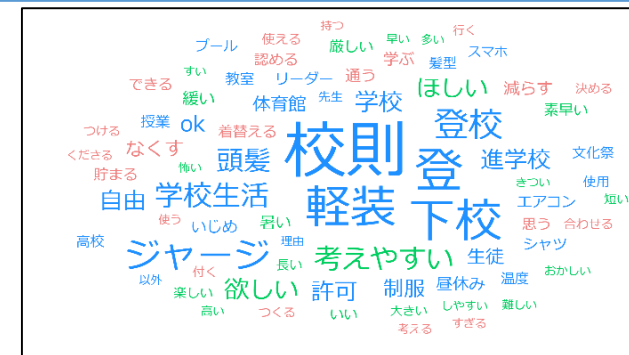 持つ
行く
プール 使える 厳しい 早い 多い
認める 学ぶ 髪型 スマホ
すい 教室 リーダー 通う
できる ほしい 減らす 決める
緩い 体育館 先生 学校 素早い
つける 授業 ok 着替える 校則 登校
くださる なくす 頭髪 登 進学校 文化祭
貯まる 怖い きつい 使用
自由 学校生活 軽装 下校 エアコン 短い
使う いじめ 暑い 思う 合わせる
高校 ジャージ 理由 考えやすい 生徒 シャツ
以外 付く 長い おかしい
楽しい 欲しい 許可 制服 昼休み 温度
高い つくる いい 大きい しやすい 難しい
考える すぎる